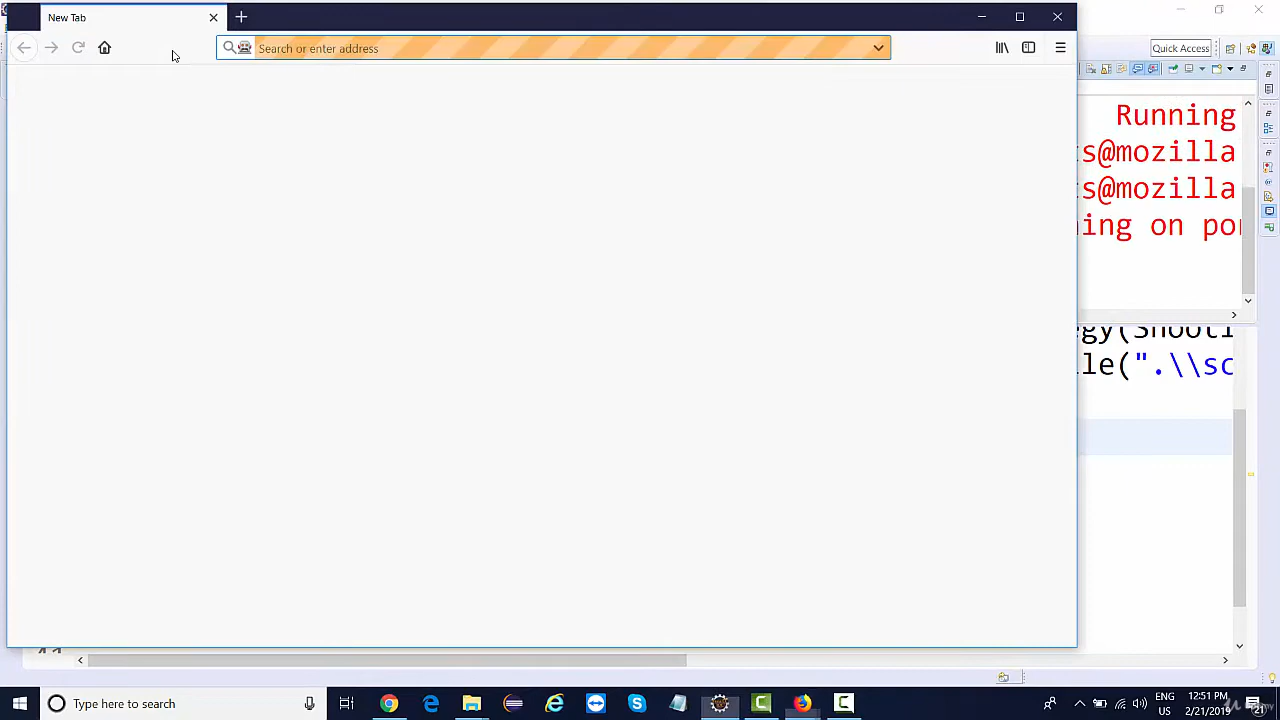 New Tab
Search or enter address
Quick Access
Running
s@mozilla
s@mozilla
ing on por
egy(Shooti
le(".\\sc
Type here to search
ENG
US
12:51 PM
2/21/2019
21